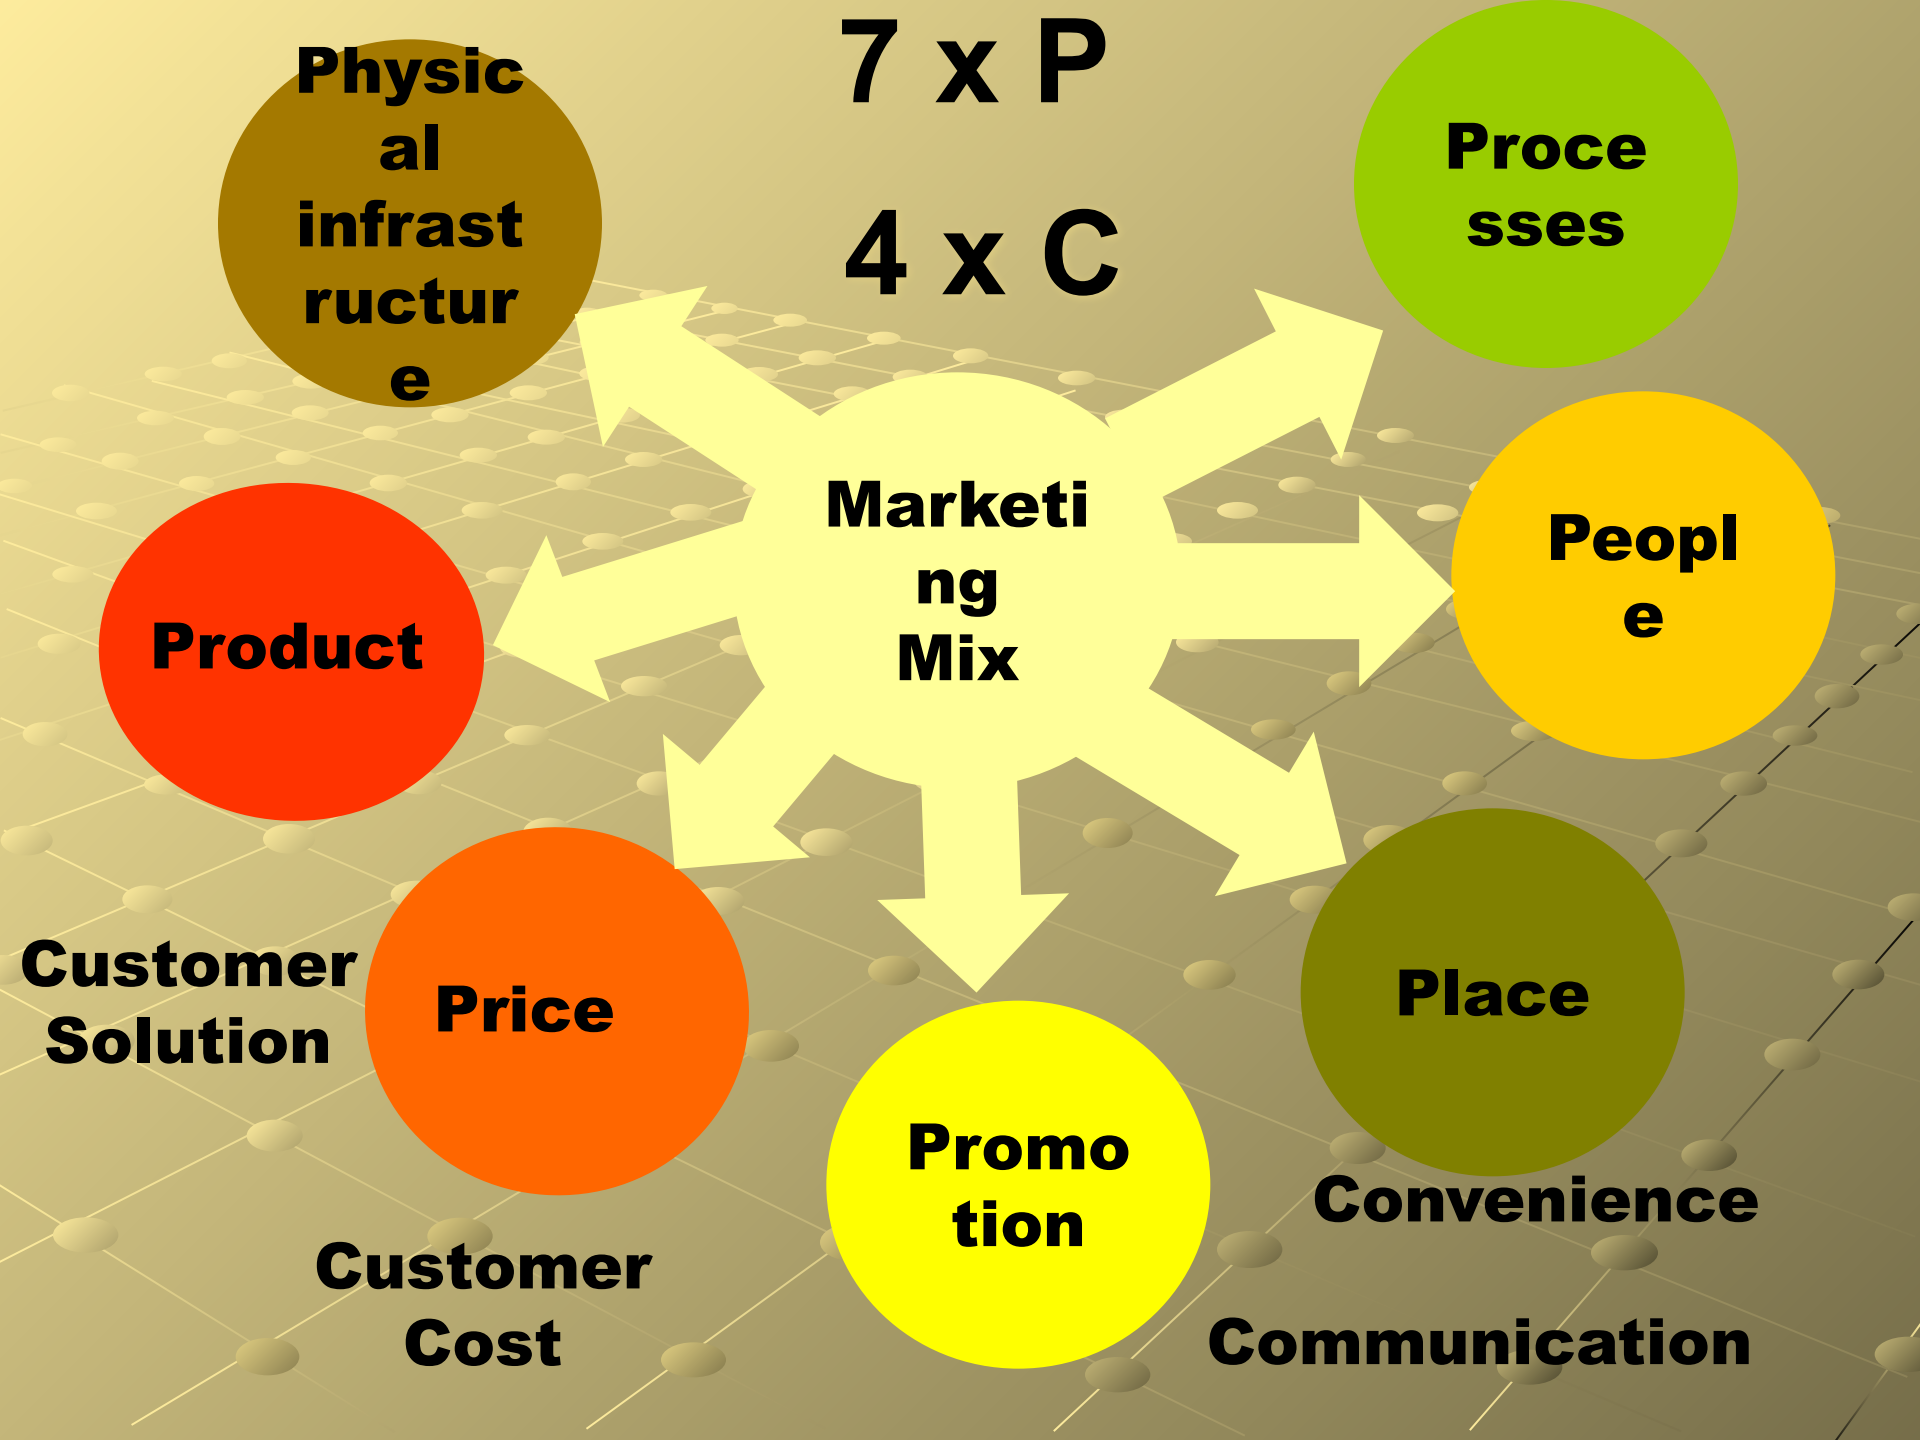 7 x P
4 x C
Physic
al
infrast
ructur
e
Proce
sses
Marketi
ng
Mix
Peopl
e
Product
Price
Place
Promo
tion
Customer
Solution
Customer
Cost
Convenience
Communication